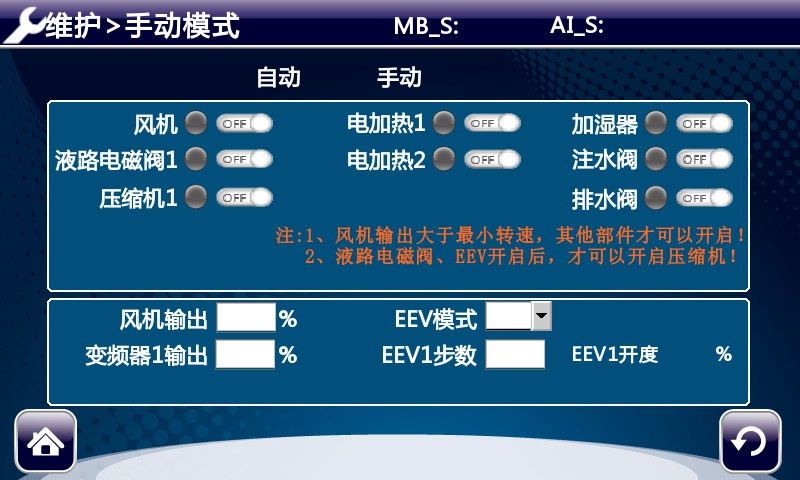 维护>手动模式 MB_S: AI_S:
自动 手动
风机 OFF 电加热1 OFF 加湿器 OFF
液路电磁阀1 OFF 电加热2 OFF 注水阀 OFF
压缩机1 OFF 排水阀 OFF
注:1、风机输出大于最小转速，其他部件才可以开启！
2、液路电磁阀、EEV开启后，才可以开启压缩机！
风机输出 % EEV模式
变频器1输出 % EEV1步数 EEV1开度 %